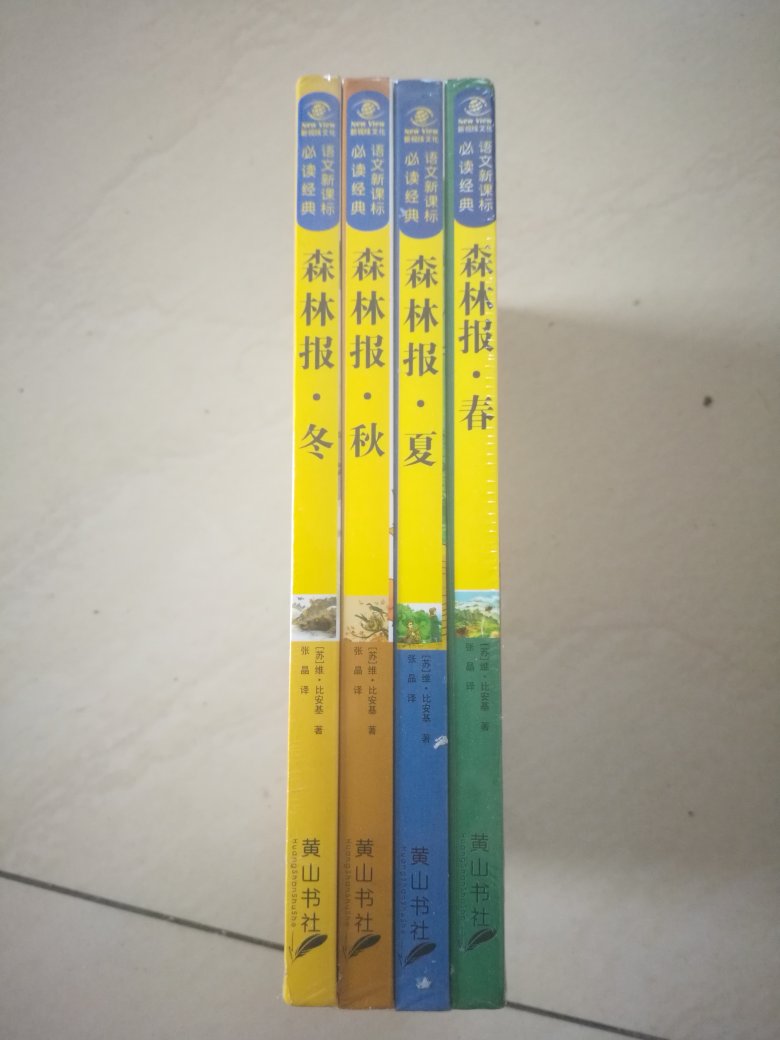 New View
新视线文化
语文新课标
必读经典
森林报·冬
[苏]维·比安基 著
张晶 译
黄山书社
HuangShanShuShe
New View
新视线文化
语文新课标
必读经典
森林报·秋
[苏]维·比安基 著
张晶 译
黄山书社
HuangShanShuShe
New View
新视线文化
语文新课标
必读经典
森林报·夏
[苏]维·比安基 著
张晶 译
黄山书社
HuangShanShuShe
New View
新视线文化
语文新课标
必读经典
森林报·春
[苏]维·比安基 著
张晶 译
黄山书社
HuangShanShuShe